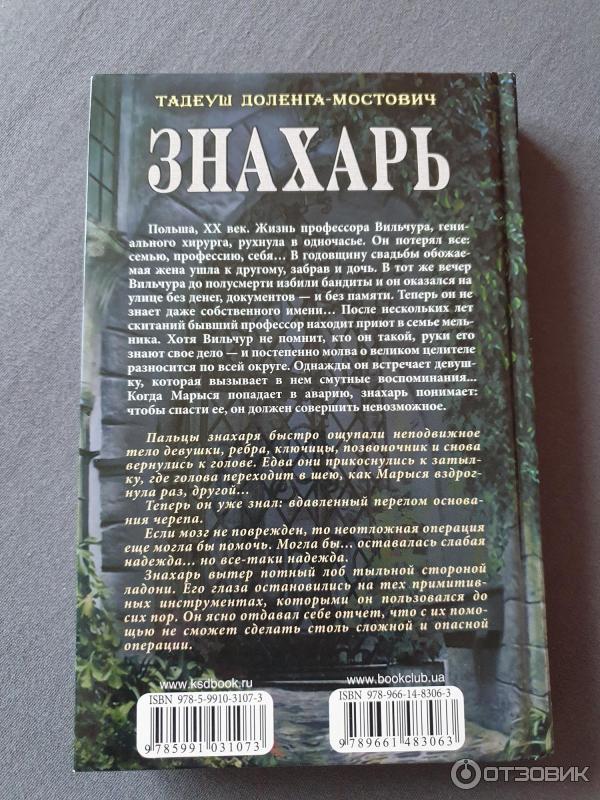 ТАДЕУШ ДОЛЕНГА-МОСТОВИЧ
ЗНАХАРЬ
Польша, XX век. Жизнь профессора Вильчура, гени-
ального хирурга, рухнула в одночасье. Он потерял все:
семью, профессию, себя... В годовщину свадьбы обожае-
мая жена ушла к другому, забрав и дочь. В тот же вечер
Вильчура до полусмерти избили бандиты и он оказался на
улице без денег, документов — и без памяти. Теперь он не
знает даже собственного имени... После нескольких лет
скитаний бывший профессор находит приют в семье мель-
ника. Хотя Вильчур не помнит, кто он такой, руки его
знают свое дело — и постепенно молва о великом целителе
разносится по всей округе. Однажды он встречает девуш-
ку, которая вызывает в нем смутные воспоминания...
Когда Марыся попадает в аварию, знахарь понимает:
чтобы спасти ее, он должен совершить невозможное.
Пальцы знахаря быстро ощупали неподвижное
тело девушки, ребра, ключицы, позвоночник и снова
вернулись к голове. Едва они прикоснулись к затыл-
ку, где голова переходит в шею, как Марыся вздрог-
нула раз, другой...
Теперь он уже знал: вдавленный перелом основа-
ния черепа.
Если мозг не поврежден, то неотложная операция
еще могла бы помочь. Могла бы... оставалась слабая
надежда... но все-таки надежда.
Знахарь вытер потный лоб тыльной стороной
ладони. Его глаза остановились на тех примитив-
ных инструментах, которыми он пользовался до
сих пор. Он ясно отдавал себе отчет, что с их помо-
щью не сможет сделать столь сложной и опасной
операции.
www.ksdbook.ru
www.bookclub.ua
ISBN 978-5-9910-3107-3
ISBN 978-966-14-8306-3
9 785991 031073
9 789661 483063
ОТЗОВИК